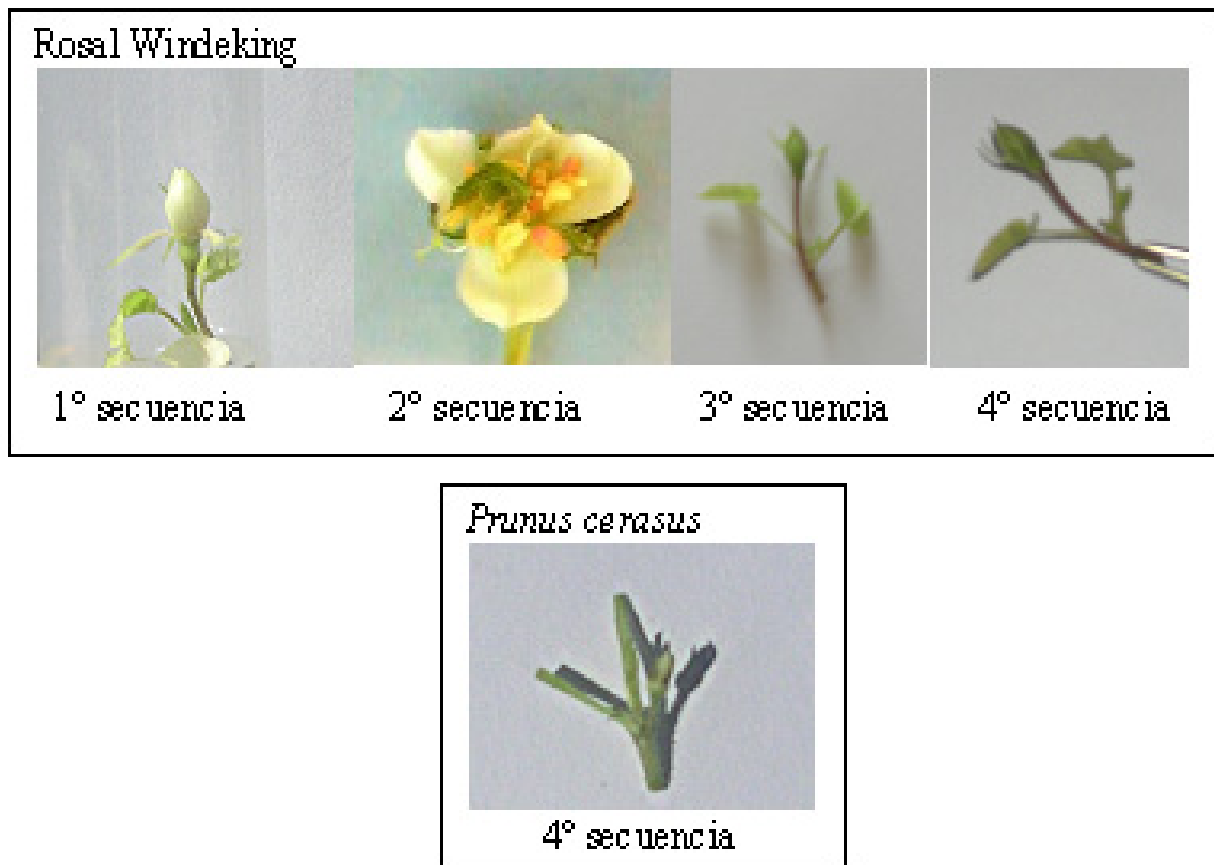 Rosal Windeking
1° secuencia
2° secuencia
3° secuencia
4° secuencia
Prunus cerasus
4° secuencia